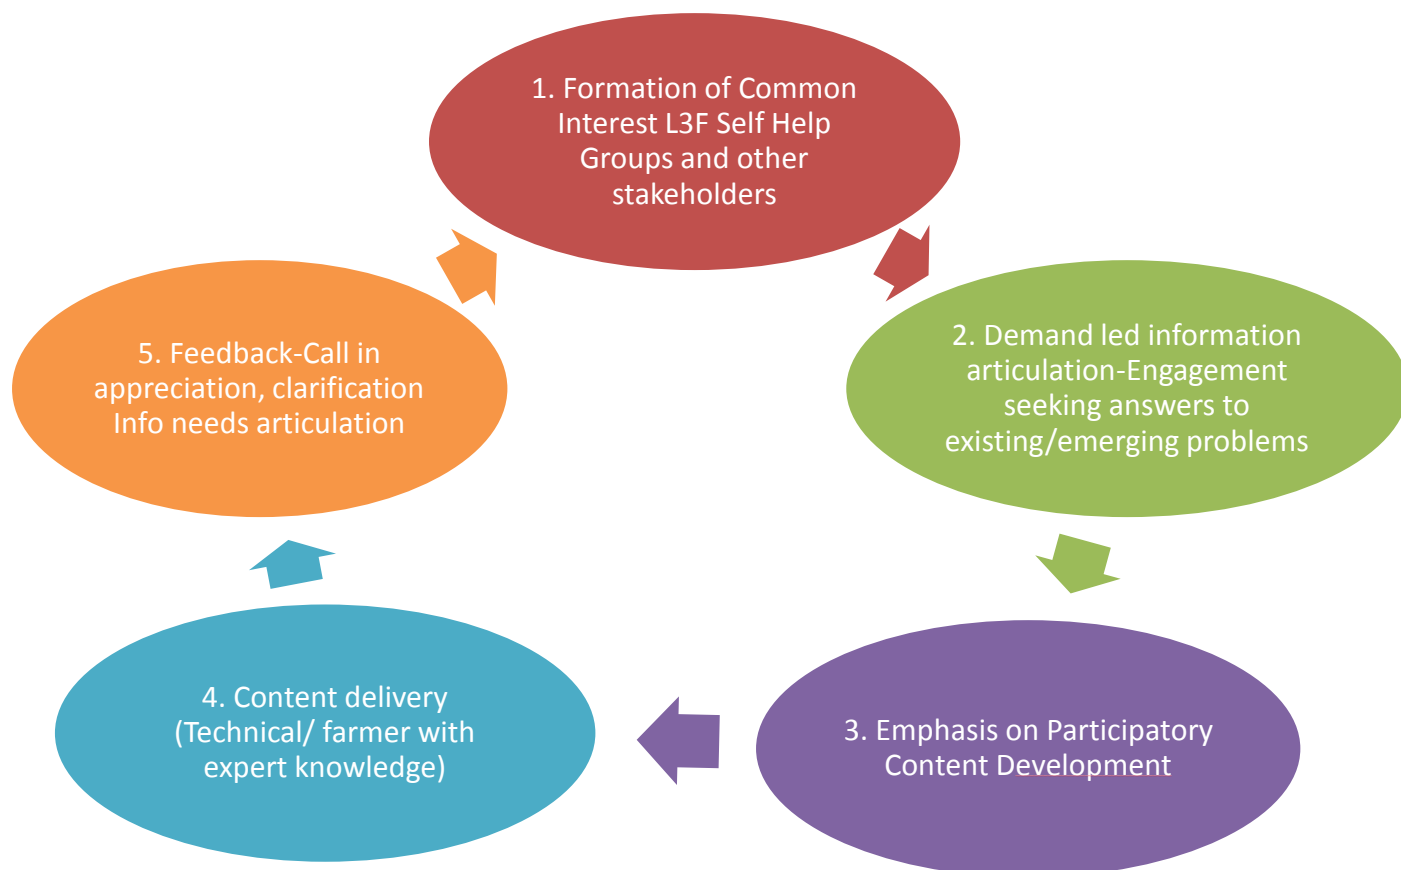 1. Formation of Common
Interest L3F Self Help
Groups and other
stakeholders
2. Demand led information
articulation-Engagement
seeking answers to
existing/emerging problems
3. Emphasis on Participatory
Content Development
4. Content delivery
(Technical/ farmer with
expert knowledge)
5. Feedback-Call in
appreciation, clarification
Info needs articulation